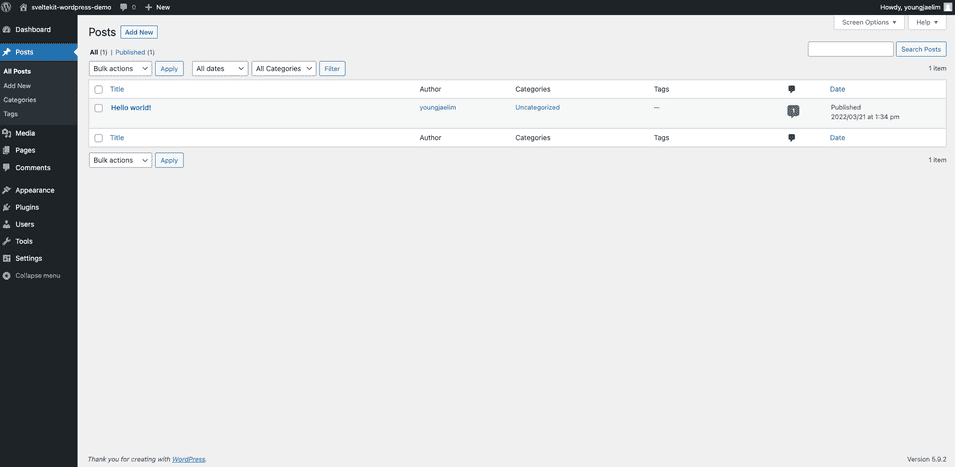 sveltekit-wordpress-demo 0 New Howdy, youngjaelim
Screen Options Help
Dashboard
Posts
All Posts
Add New
Categories
Tags
Media
Pages
Comments
Appearance
Plugins
Users
Tools
Settings
Collapse menu
Posts Add New
All (1) | Published (1)
Search Posts
Bulk actions Apply All dates All Categories Filter 1 item
Title Author Categories Tags Date
Hello world! youngjaelim Uncategorized — 1 Published
2022/03/21 at 1:34 pm
Title Author Categories Tags Date
Bulk actions Apply 1 item
Thank you for creating with WordPress. Version 5.9.2